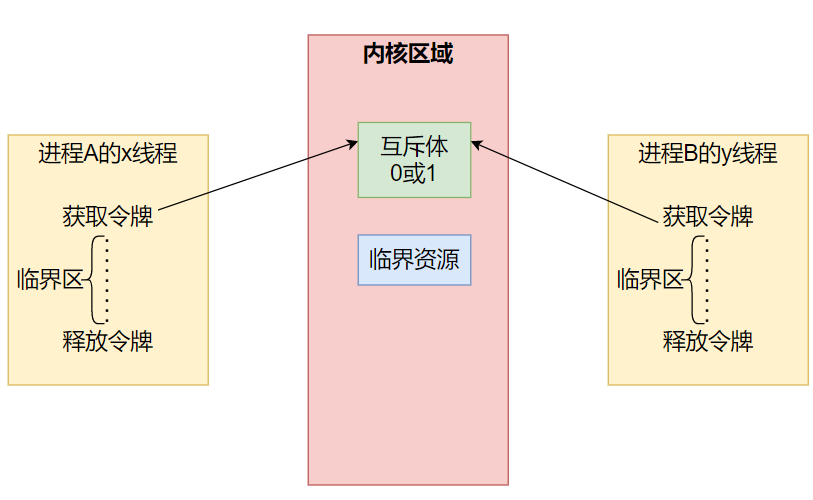 内核区域
进程A的x线程
获取令牌
临界区
释放令牌
互斥体
0或1
临界资源
进程B的y线程
获取令牌
临界区
释放令牌